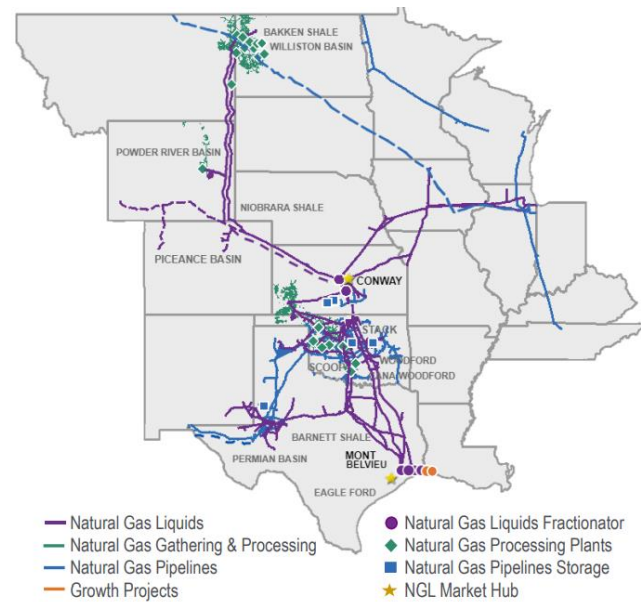 BAKKEN SHALE
WILLISTON BASIN
POWDER RIVER BASIN
NIOBRARA SHALE
PICEANCE BASIN
CONWAY
STACK
WOODFORD
SCOOP
CANA WOODFORD
BARNETT SHALE
PERMIAN BASIN
MONT
BELVIEU
EAGLE FORD
Natural Gas Liquids
Natural Gas Gathering & Processing
Natural Gas Pipelines
Growth Projects
Natural Gas Liquids Fractionator
Natural Gas Processing Plants
Natural Gas Pipelines Storage
NGL Market Hub